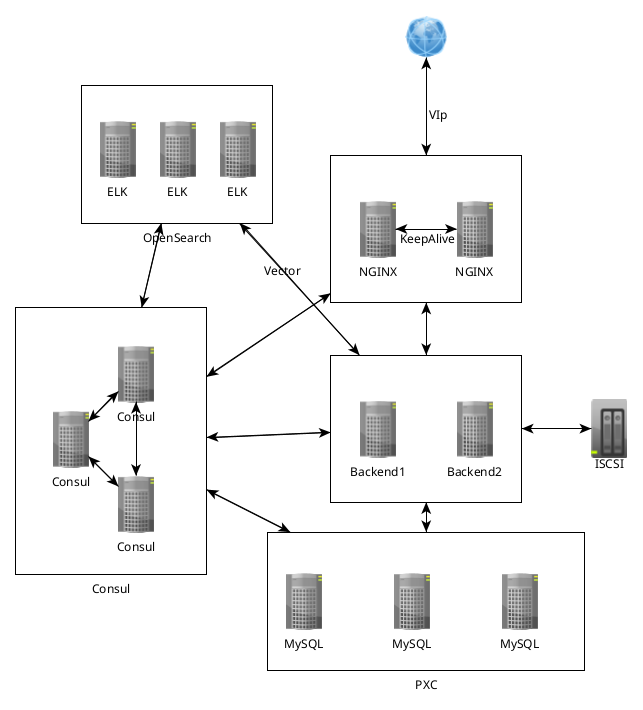 VIp
ELK ELK ELK
OpenSearch
KeepAlive
NGINX NGINX
Vector
Consul
Consul
Consul
Consul
Backend1 Backend2
ISCSI
MySQL MySQL MySQL
PXC